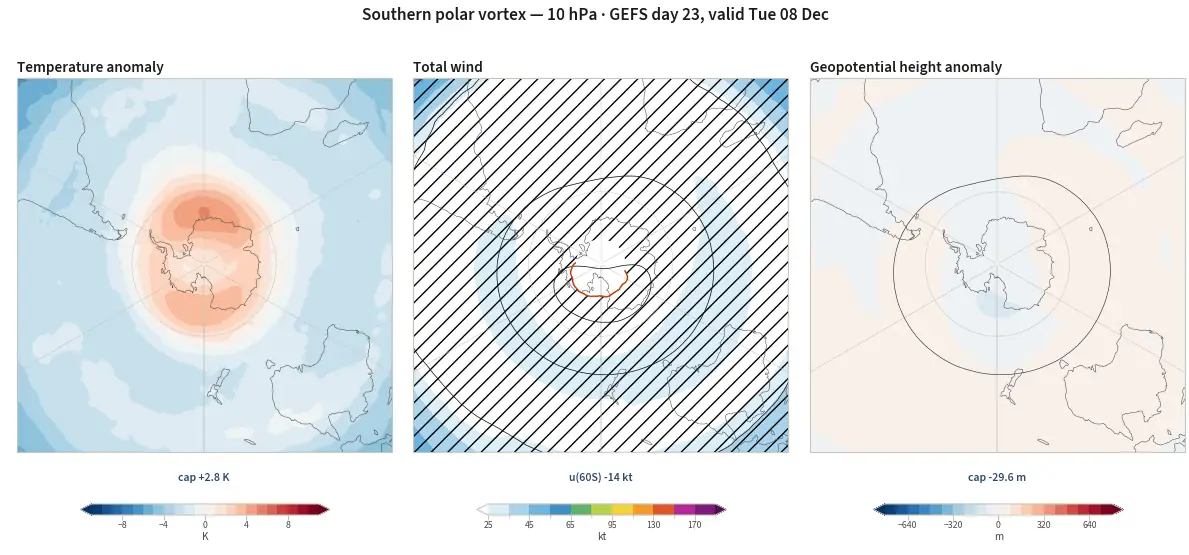 Southern polar vortex — 10 hPa · GEFS day 23, valid Tue 08 Dec
Temperature anomaly
Total wind
Geopotential height anomaly
cap +2.8 K
u(60S) -14 kt
cap -29.6 m
−8 −4 0 4 8
K
25 45 65 95 130 170
kt
−640 −320 0 320 640
m